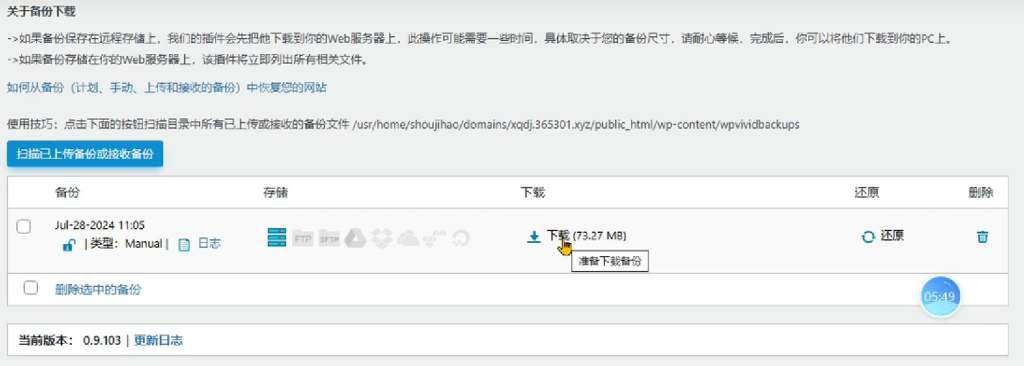 关于备份下载
->如果备份保存在远程存储上，我们的插件会先把他下载到你的Web服务器上，此操作可能需要一些时间，具体取决于您的备份尺寸，请耐心等候，完成后，你可以将他们下载到你的PC上。
->如果备份存储在你的Web服务器上，该插件将立即列出所有相关文件。
如何从备份（计划、手动、上传和接收的备份）中恢复您的网站
使用技巧：点击下面的按钮扫描目录中所有已上传或接收的备份文件 /usr/home/shoujihao/domains/xqdj.365301.xyz/public_html/wp-content/wpvividbackups
扫描已上传备份或接收备份
备份 存储 下载 还原 删除
Jul-28-2024 11:05
| 类型：Manual | 日志 FTP SFTP 下载 (73.27 MB) 还原
准备下载备份
删除选中的备份
05:49
当前版本： 0.9.103 | 更新日志